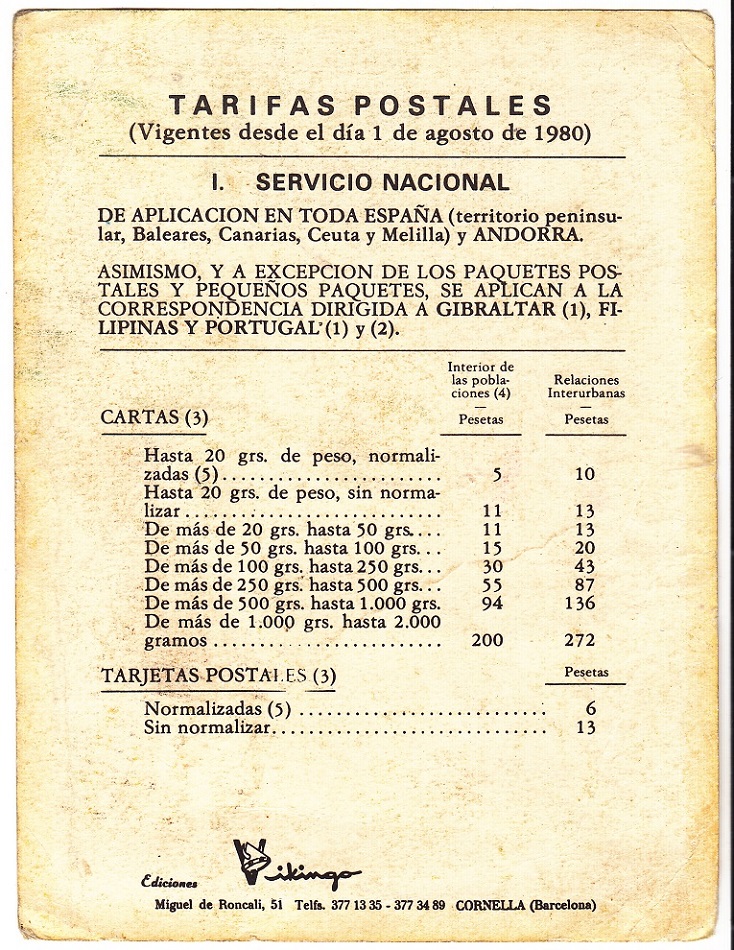 TARIFAS POSTALES
(Vigentes desde el día 1 de agosto de 1980)
I. SERVICIO NACIONAL
DE APLICACION EN TODA ESPAÑA (territorio peninsu-
lar, Baleares, Canarias, Ceuta y Melilla) y ANDORRA.
ASIMISMO, Y A EXCEPCION DE LOS PAQUETES POS-
TALES Y PEQUEÑOS PAQUETES, SE APLICAN A LA
CORRESPONDENCIA DIRIGIDA A GIBRALTAR (1), FI-
LIPINAS Y PORTUGAL (1) y (2).
Interior de
las pobla-
ciones (4)
—
Pesetas
Relaciones
Interurbanas
—
Pesetas
CARTAS (3)
Hasta 20 grs. de peso, normali-
zadas (5)........................ 5 10
Hasta 20 grs. de peso, sin norma-
lizar............................ 11 13
De más de 20 grs. hasta 50 grs.... 11 13
De más de 50 grs. hasta 100 grs... 15 20
De más de 100 grs. hasta 250 grs... 30 43
De más de 250 grs. hasta 500 grs... 55 87
De más de 500 grs. hasta 1.000 grs. 94 136
De más de 1.000 grs. hasta 2.000
gramos ......................... 200 272
TARJETAS POSTALES (3) Pesetas
Normalizadas (5) ........................... 6
Sin normalizar.............................. 13
Ediciones Vikingo
Miguel de Roncali, 51 Telfs. 377 13 35 - 377 34 89 CORNELLA (Barcelona)